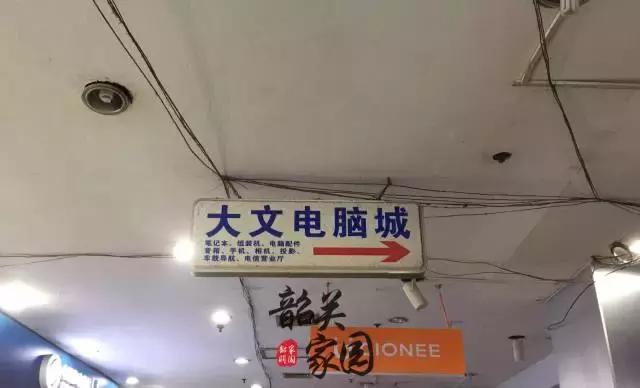 大文电脑城
笔记本、组装机、电脑配件
音箱、手机、相机、投影、
车载导航、电信营业厅
韶关
家园
IONEE